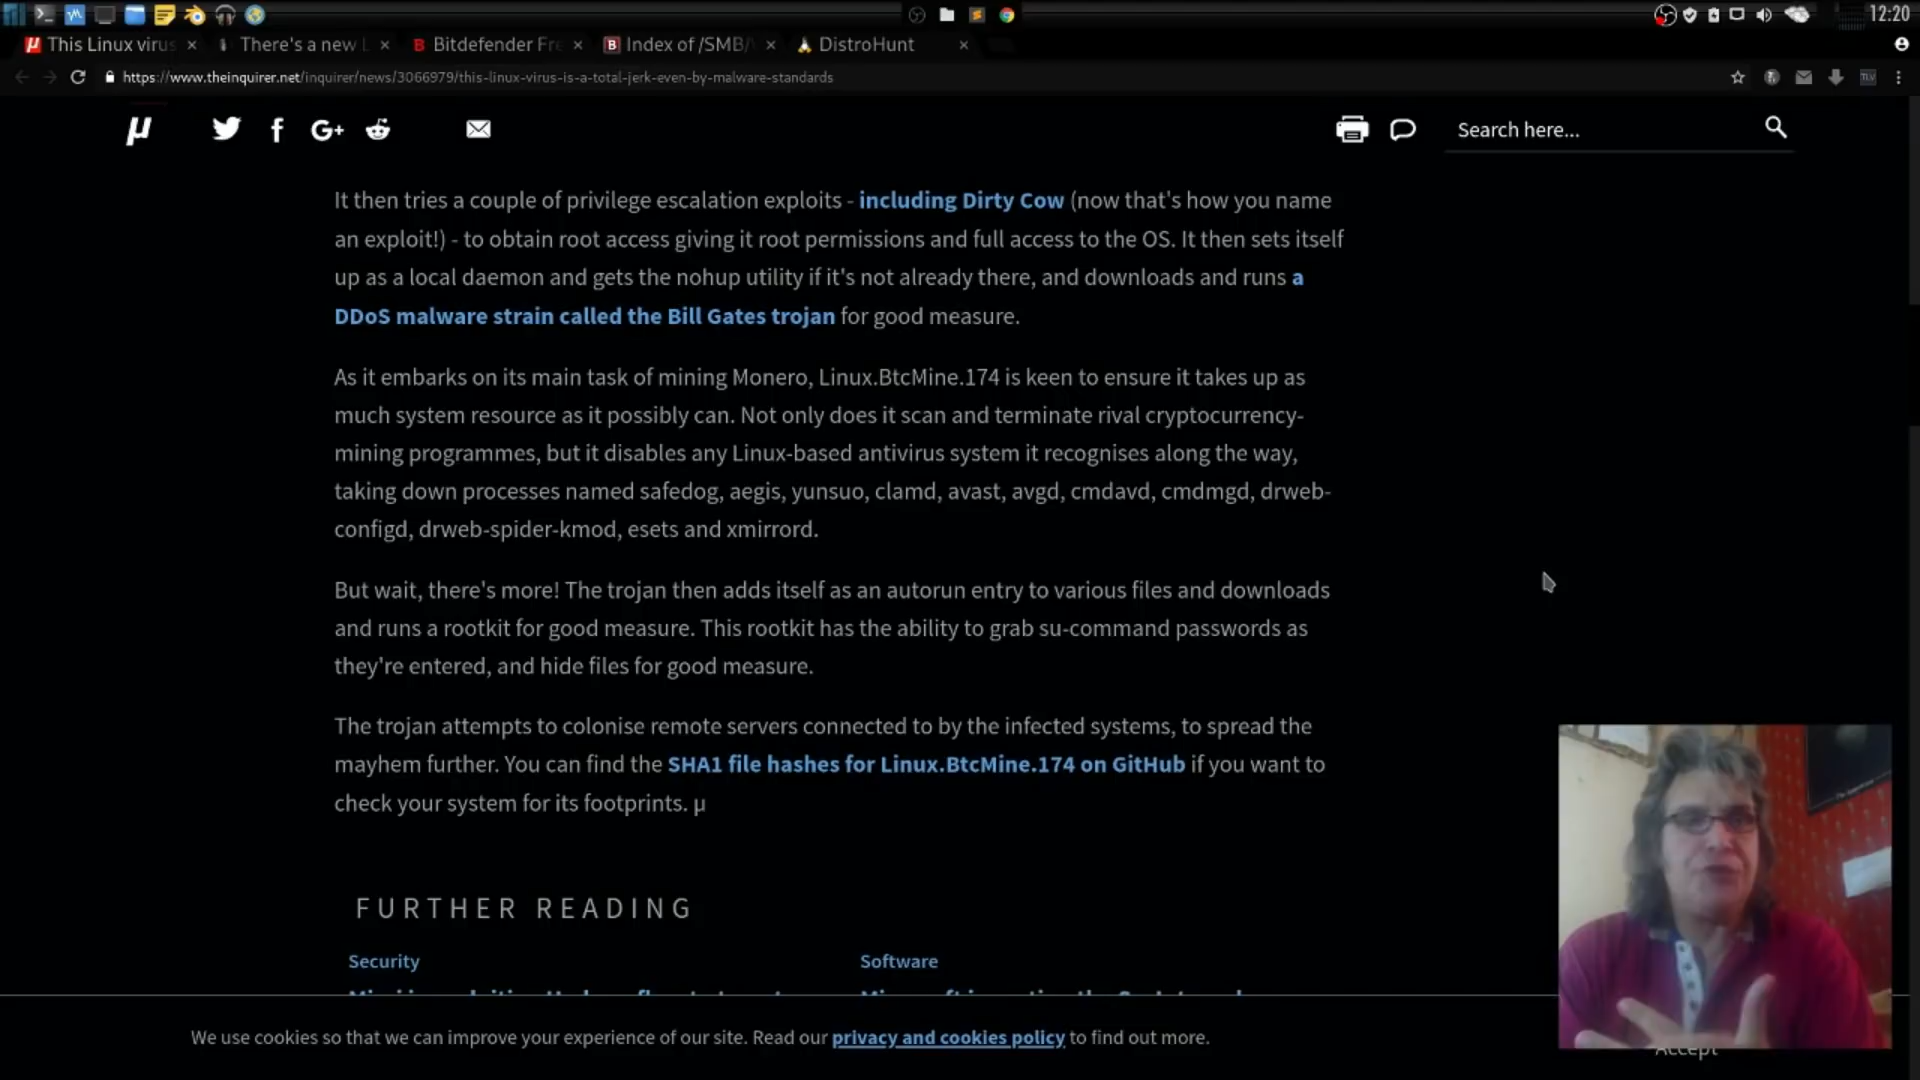 12:20
This Linux virus
There's a new L
Bitdefender Fre
Index of /SMB/
DistroHunt
https://www.theinquirer.net/inquirer/news/3066979/this-linux-virus-is-a-total-jerk-even-by-malware-standards
µ
G+
Search here...
It then tries a couple of privilege escalation exploits - including Dirty Cow (now that's how you name
an exploit!) - to obtain root access giving it root permissions and full access to the OS. It then sets itself
up as a local daemon and gets the nohup utility if it's not already there, and downloads and runs a
DDoS malware strain called the Bill Gates trojan for good measure.
As it embarks on its main task of mining Monero, Linux.BtcMine.174 is keen to ensure it takes up as
much system resource as it possibly can. Not only does it scan and terminate rival cryptocurrency-
mining programmes, but it disables any Linux-based antivirus system it recognises along the way,
taking down processes named safedog, aegis, yunsuo, clamd, avast, avgd, cmdavd, cmdmgd, drweb-
configd, drweb-spider-kmod, esets and xmirrord.
But wait, there's more! The trojan then adds itself as an autorun entry to various files and downloads
and runs a rootkit for good measure. This rootkit has the ability to grab su-command passwords as
they're entered, and hide files for good measure.
The trojan attempts to colonise remote servers connected to by the infected systems, to spread the
mayhem further. You can find the SHA1 file hashes for Linux.BtcMine.174 on GitHub if you want to
check your system for its footprints. µ
FURTHER READING
Security
Software
We use cookies so that we can improve your experience of our site. Read our privacy and cookies policy to find out more.
Accept